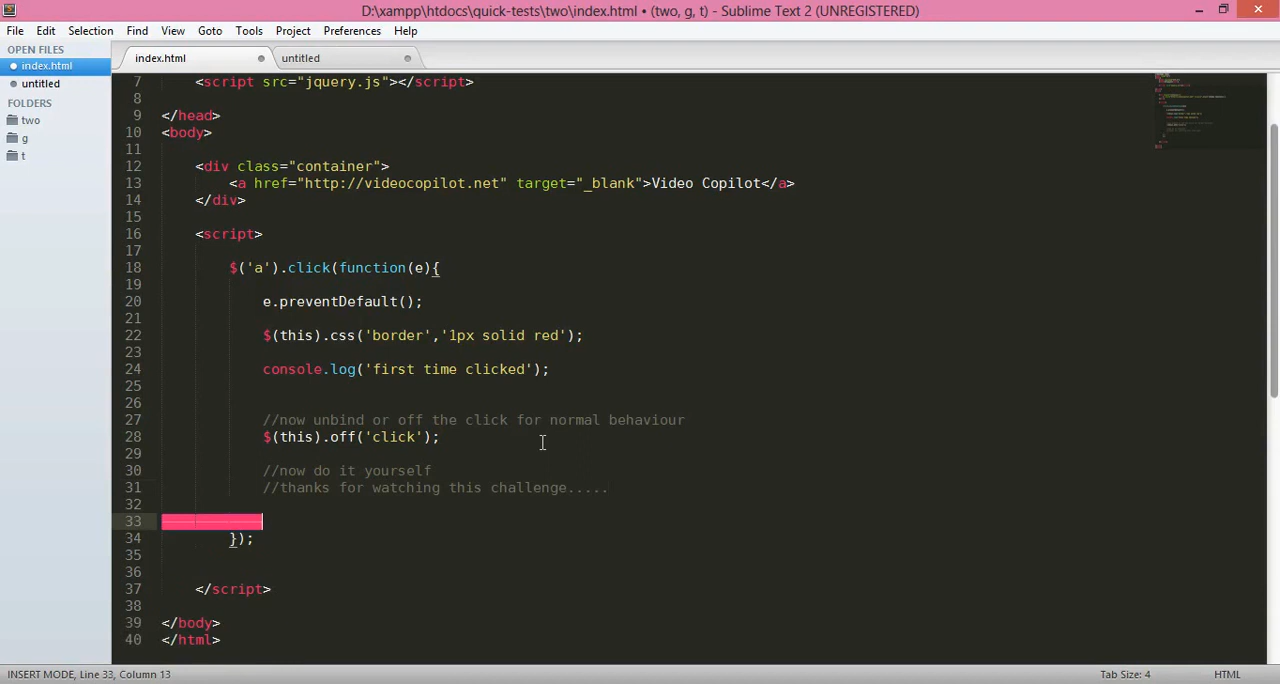 D:\xampp\htdocs\quick-tests\two\index.html • (two, g, t) - Sublime Text 2 (UNREGISTERED)
File Edit Selection Find View Goto Tools Project Preferences Help
OPEN FILES
index.html
untitled
FOLDERS
two
g
t
index.html untitled
7 <script src="jquery.js"></script>
8
9 </head>
10 <body>
11
12 <div class="container">
13 <a href="http://videocopilot.net" target="_blank">Video Copilot</a>
14 </div>
15
16 <script>
17
18 $('a').click(function(e){
19
20 e.preventDefault();
21
22 $(this).css('border','1px solid red');
23
24 console.log('first time clicked');
25
26
27 //now unbind or off the click for normal behaviour
28 $(this).off('click');
29
30 //now do it yourself
31 //thanks for watching this challenge.....
32
33
34 });
35
36
37 </script>
38
39 </body>
40 </html>
INSERT MODE, Line 33, Column 13 Tab Size: 4 HTML